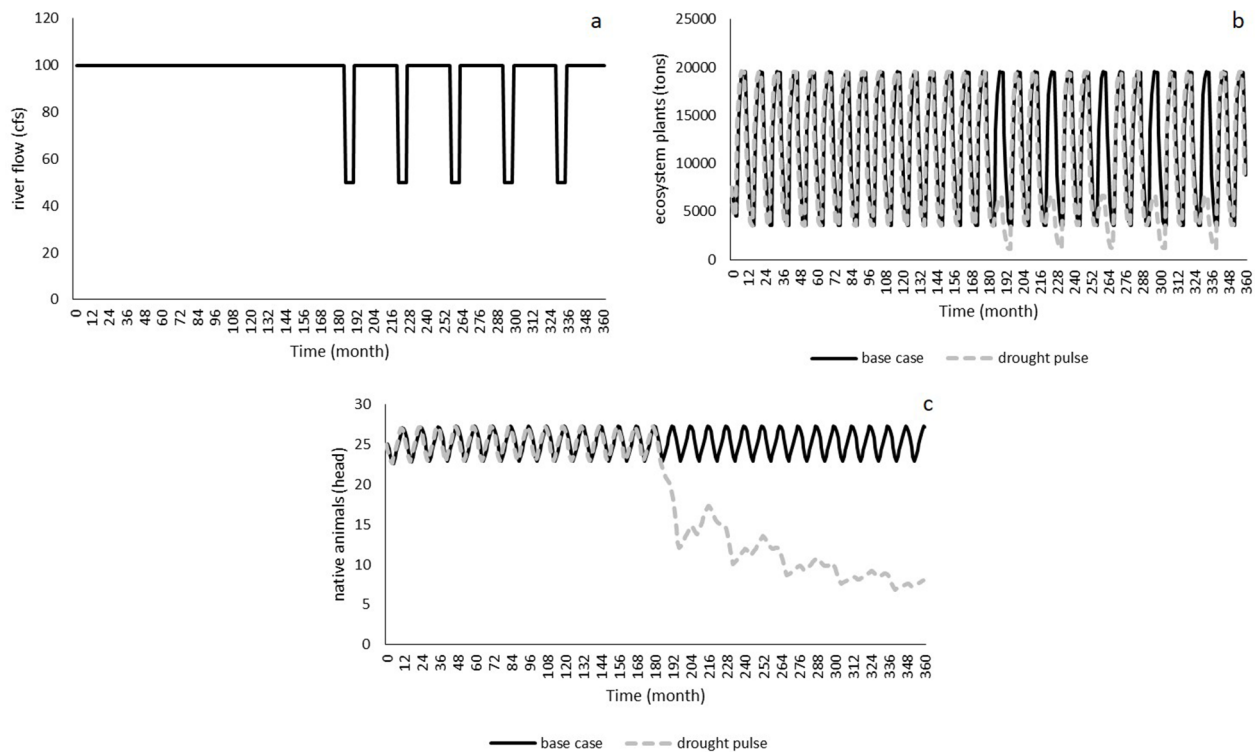 a
river flow (cfs)
120
100
80
60
40
20
0
0 12 24 36 48 60 72 84 96 108 120 132 144 156 168 180 192 204 216 228 240 252 264 276 288 300 312 324 336 348 360
Time (month)
b
ecosystem plants (tons)
25000
20000
15000
10000
5000
0
0 12 24 36 48 60 72 84 96 108 120 132 144 156 168 180 192 204 216 228 240 252 264 276 288 300 312 324 336 348 360
Time (month)
base case drought pulse
c
native animals (head)
30
25
20
15
10
5
0
0 12 24 36 48 60 72 84 96 108 120 132 144 156 168 180 192 204 216 228 240 252 264 276 288 300 312 324 336 348 360
Time (month)
base case drought pulse